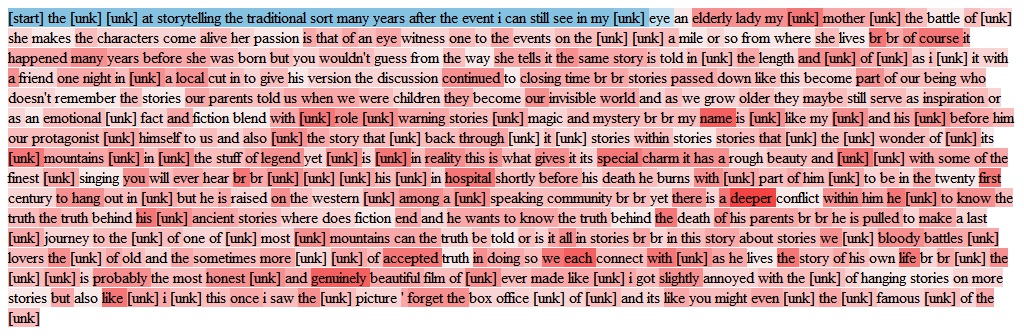 [start] the [unk] [unk] at storytelling the traditional sort many years after the event i can still see in my [unk] eye an elderly lady my [unk] mother [unk] the battle of [unk]
she makes the characters come alive her passion is that of an eye witness one to the events on the [unk] [unk] a mile or so from where she lives br br of course it
happened many years before she was born but you wouldn't guess from the way she tells it the same story is told in [unk] the length and [unk] of [unk] as i [unk] it with
a friend one night in [unk] a local cut in to give his version the discussion continued to closing time br br stories passed down like this become part of our being who
doesn't remember the stories our parents told us when we were children they become our invisible world and as we grow older they maybe still serve as inspiration or
as an emotional [unk] fact and fiction blend with [unk] role [unk] warning stories [unk] magic and mystery br br my name is [unk] like my [unk] and his [unk] before him
our protagonist [unk] himself to us and also [unk] the story that [unk] back through [unk] it [unk] stories within stories stories that [unk] the [unk] wonder of [unk] its
[unk] mountains [unk] in [unk] the stuff of legend yet [unk] is [unk] in reality this is what gives it its special charm it has a rough beauty and [unk] [unk] with some of the
finest [unk] singing you will ever hear br br [unk] [unk] [unk] his [unk] in hospital shortly before his death he burns with [unk] part of him [unk] to be in the twenty first
century to hang out in [unk] but he is raised on the western [unk] among a [unk] speaking community br br yet there is a deeper conflict within him he [unk] to know the
truth the truth behind his [unk] ancient stories where does fiction end and he wants to know the truth behind the death of his parents br br he is pulled to make a last
[unk] journey to the [unk] of one of [unk] most [unk] mountains can the truth be told or is it all in stories br br in this story about stories we [unk] bloody battles [unk]
lovers the [unk] of old and the sometimes more [unk] [unk] of accepted truth in doing so we each connect with [unk] as he lives the story of his own life br br [unk] the
[unk] [unk] is probably the most honest [unk] and genuinely beautiful film of [unk] ever made like [unk] i got slightly annoyed with the [unk] of hanging stories on more
stories but also like [unk] i [unk] this once i saw the [unk] picture ' forget the box office [unk] of [unk] and its like you might even [unk] the [unk] famous [unk] of the
[unk]